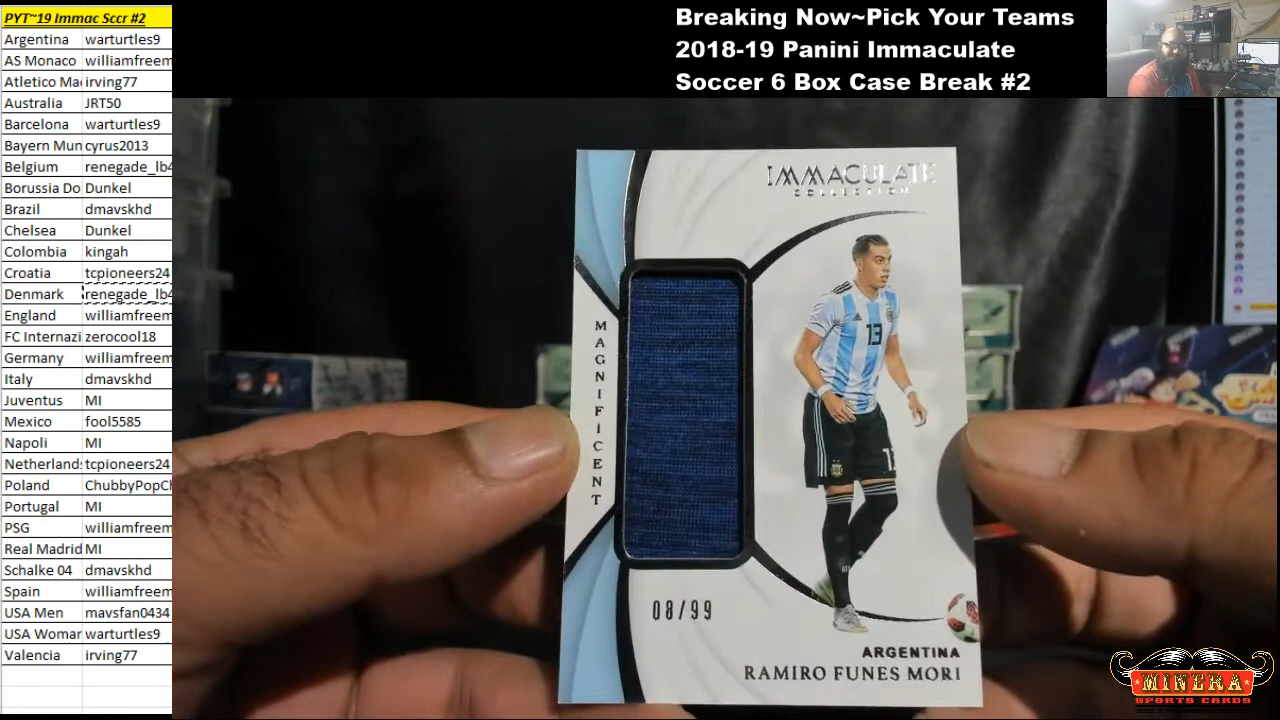 PYT~19 Immac Sccr #2
Argentina warturtles9
AS Monaco williamfreem
Atletico Mac irving77
Australia JRT50
Barcelona warturtles9
Bayern Mun cyrus2013
Belgium renegade_lb4
Borussia Do Dunkel
Brazil dmavskhd
Chelsea Dunkel
Colombia kingah
Croatia tcpioneers24
Denmark renegade_lb4
England williamfreem
FC Internazi zerocool18
Germany williamfreem
Italy dmavskhd
Juventus MI
Mexico fool5585
Napoli MI
Netherlands tcpioneers24
Poland ChubbyPopCh
Portugal MI
PSG williamfreem
Real Madrid MI
Schalke 04 dmavskhd
Spain williamfreem
USA Men mavsfan0434
USA Woman warturtles9
Valencia irving77
Breaking Now~Pick Your Teams
2018-19 Panini Immaculate
Soccer 6 Box Case Break #2
IMMACULATE
COLLECTION
MAGNIFICENT
13
08/99
ARGENTINA
RAMIRO FUNES MORI
MINERA
SPORTS CARDS